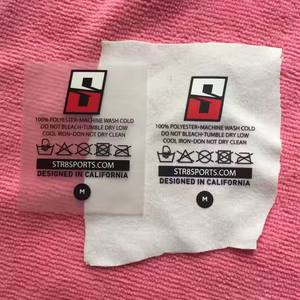 100% POLYESTER-MACHINE WASH COLD
DO NOT BLEACH-TUMBLE DRY LOW
COOL IRON-DON NOT DRY CLEAN
STR8SPORTS.COM
DESIGNED IN CALIFORNIA
M
100% POLYESTER-MACHINE WASH COLD
DO NOT BLEACH-TUMBLE DRY LOW
COOL IRON-DON NOT DRY CLEAN
STR8SPORTS.COM
DESIGNED IN CALIFORNIA
M